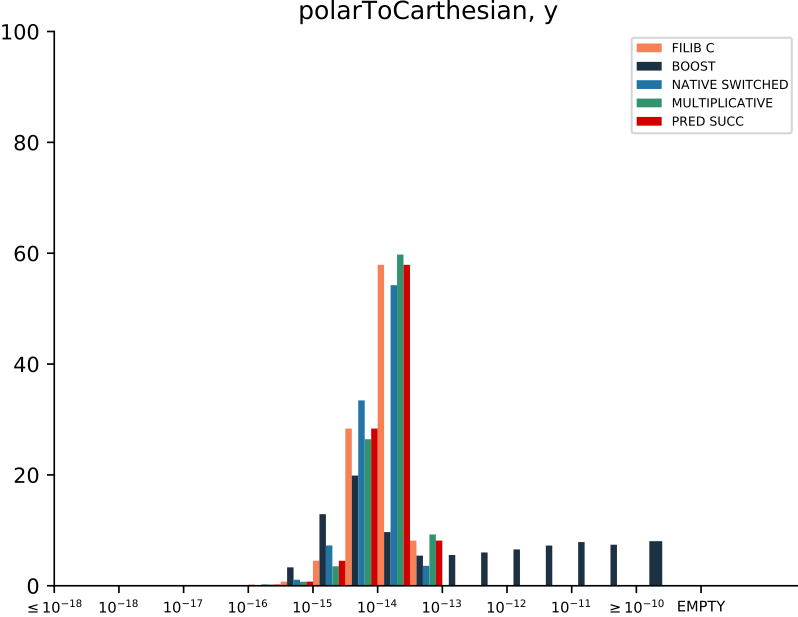 polarToCarthesian, y
100
80
60
40
20
0
FILIB C
BOOST
NATIVE SWITCHED
MULTIPLICATIVE
PRED SUCC
≤ 10⁻¹⁸ 10⁻¹⁸ 10⁻¹⁷ 10⁻¹⁶ 10⁻¹⁵ 10⁻¹⁴ 10⁻¹³ 10⁻¹² 10⁻¹¹ ≥ 10⁻¹⁰ EMPTY